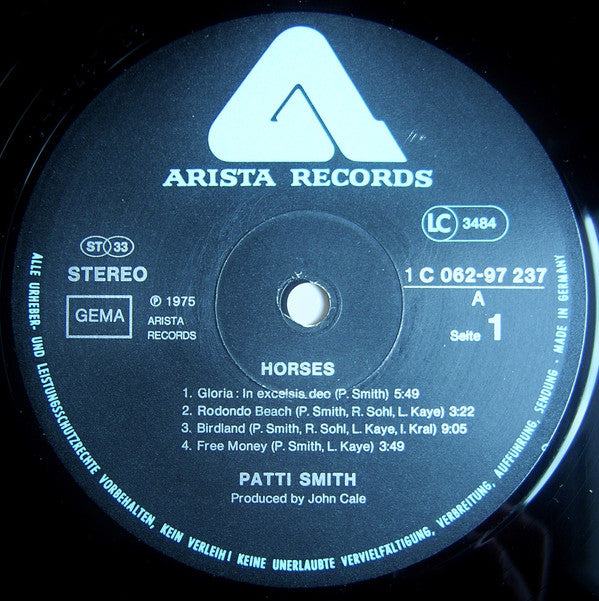 ARISTA RECORDS
LC 3484
ST 33
STEREO
1 C 062-97 237
GEMA
℗ 1975
ARISTA
RECORDS
A
Seite 1
HORSES
1. Gloria: In excelsis deo (P. Smith) 5:49
2. Rodondo Beach (P. Smith, R. Sohl, L. Kaye) 3:22
3. Birdland (P. Smith, R. Sohl, L. Kaye, I. Kral) 9:05
4. Free Money (P. Smith, L. Kaye) 3:49
PATTI SMITH
Produced by John Cale
ALLE URHEBER- UND LEISTUNGSSCHUTZRECHTE VORBEHALTEN, KEIN VERLEIH! KEINE UNERLAUBTE VERVIELFÄLTIGUNG, VERBREITUNG, AUFFÜHRUNG, SENDUNG · MADE IN GERMANY